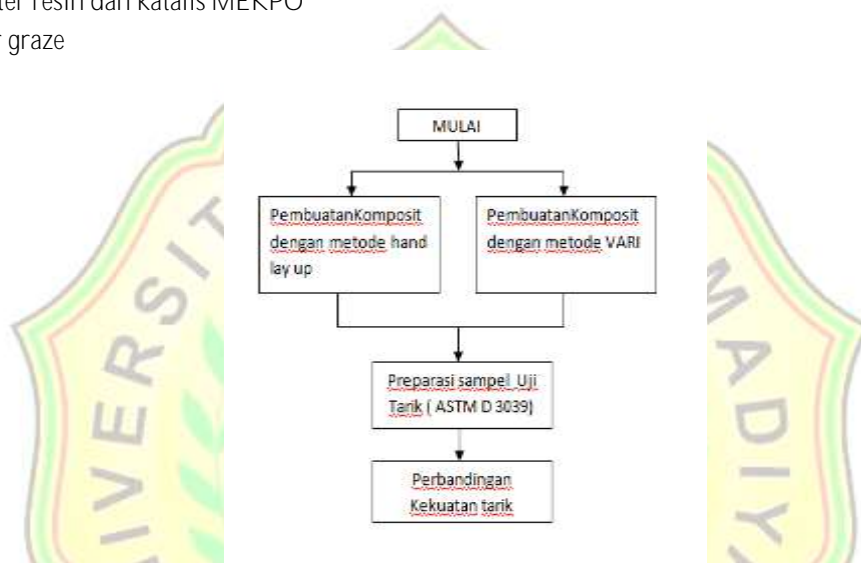 resin dan katalis MEKPO
graze
MULAI
PembuatanKomposit
dengan metode hand
lay up
PembuatanKomposit
dengan metode VARI
Preparasi sampel Uji
Tarik ( ASTM D 3039)
Perbandingan
Kekuatan tarik